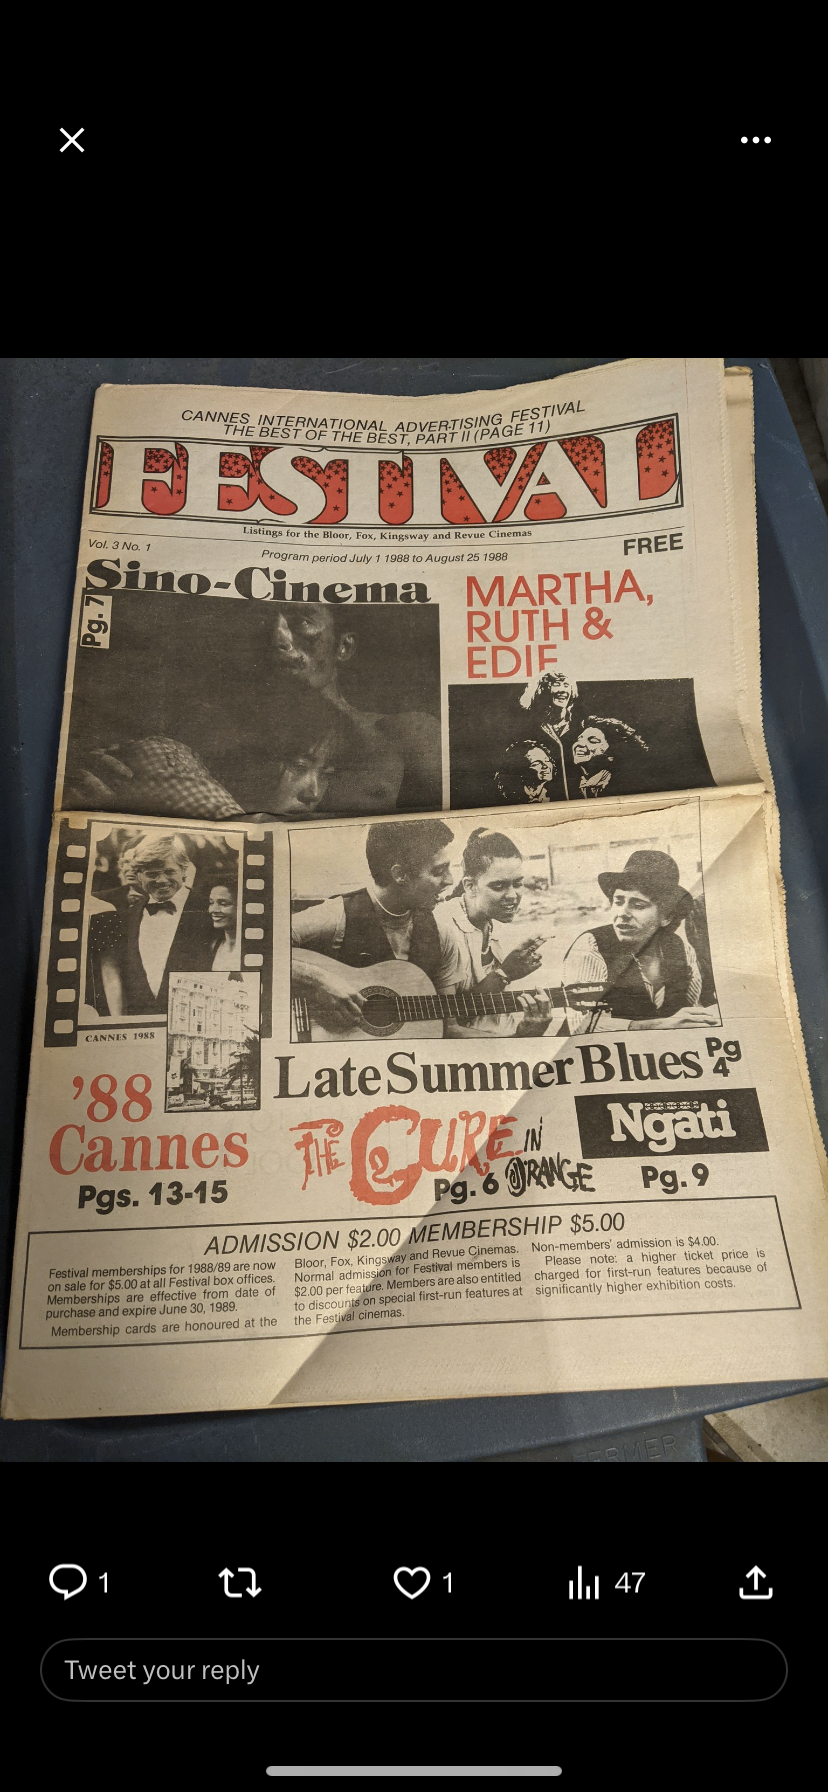 CANNES INTERNATIONAL ADVERTISING FESTIVAL
THE BEST OF THE BEST, PART II (PAGE 11)
FESTIVAL
Listings for the Bloor, Fox, Kingsway and Revue Cinemas
Vol. 3 No. 1
Program period July 1 1988 to August 25 1988
FREE
Sino-Cinema
Pg. 7
MARTHA,
RUTH &
EDIE
CANNES 1988
'88
Cannes
Pgs. 13-15
Late Summer Blues Pg
4
THE CURE IN
ORANGE
Pg. 6
Ngati
Pg. 9
ADMISSION $2.00 MEMBERSHIP $5.00
Festival memberships for 1988/89 are now
on sale for $5.00 at all Festival box offices.
Memberships are effective from date of
purchase and expire June 30, 1989.
Membership cards are honoured at the
Bloor, Fox, Kingsway and Revue Cinemas.
Normal admission for Festival members is
$2.00 per feature. Members are also entitled
to discounts on special first-run features at
the Festival cinemas.
Non-members' admission is $4.00.
Please note: a higher ticket price is
charged for first-run features because of
significantly higher exhibition costs.
FERMER
1
1
47
Tweet your reply